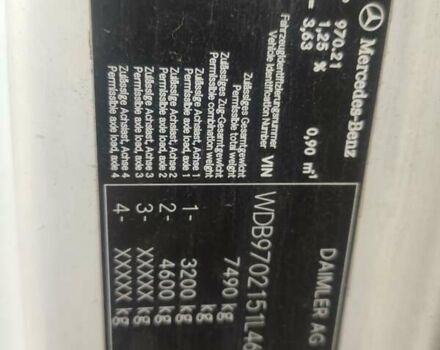 Mercedes-Benz
DAIMLER AG
970.21
1,25 % 0,90 m⁻¹
= 3,63
Fahrzeugidentifizierungsnummer
Vehicle Identification Number VIN WDB9702151L46
Zulässiges Gesamtgewicht
Permissible total weight 7490 kg
Zulässiges Zug-Gesamtgewicht
Permissible combination weight kg
Zulässige Achslast, Achse 1
Permissible axle load, axle 1 1- 3200 kg
Zulässige Achslast, Achse 2
Permissible axle load, axle 2 2- 4600 kg
Zulässige Achslast, Achse 3
Permissible axle load, axle 3 3- XXXXX kg
Zulässige Achslast, Achse 4
Permissible axle load, axle 4 4- XXXXX kg